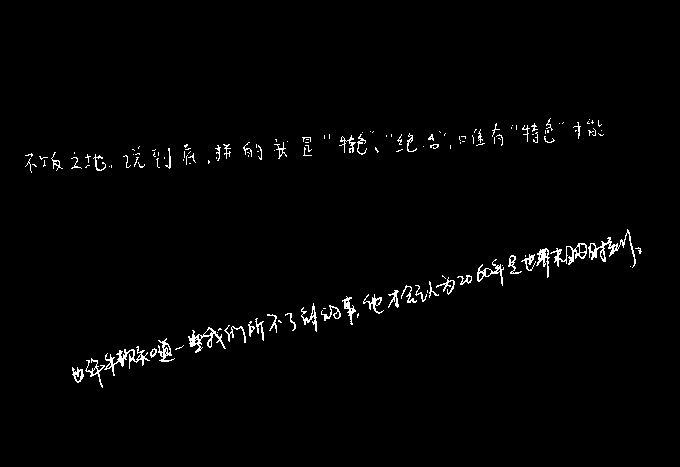 不败之地。说到底,拼的就是“特色”、“绝活”,只有“特色”才能
也许牛顿知道一些我们所不了解的事,他才会认为2060年是世界末日的时刻。